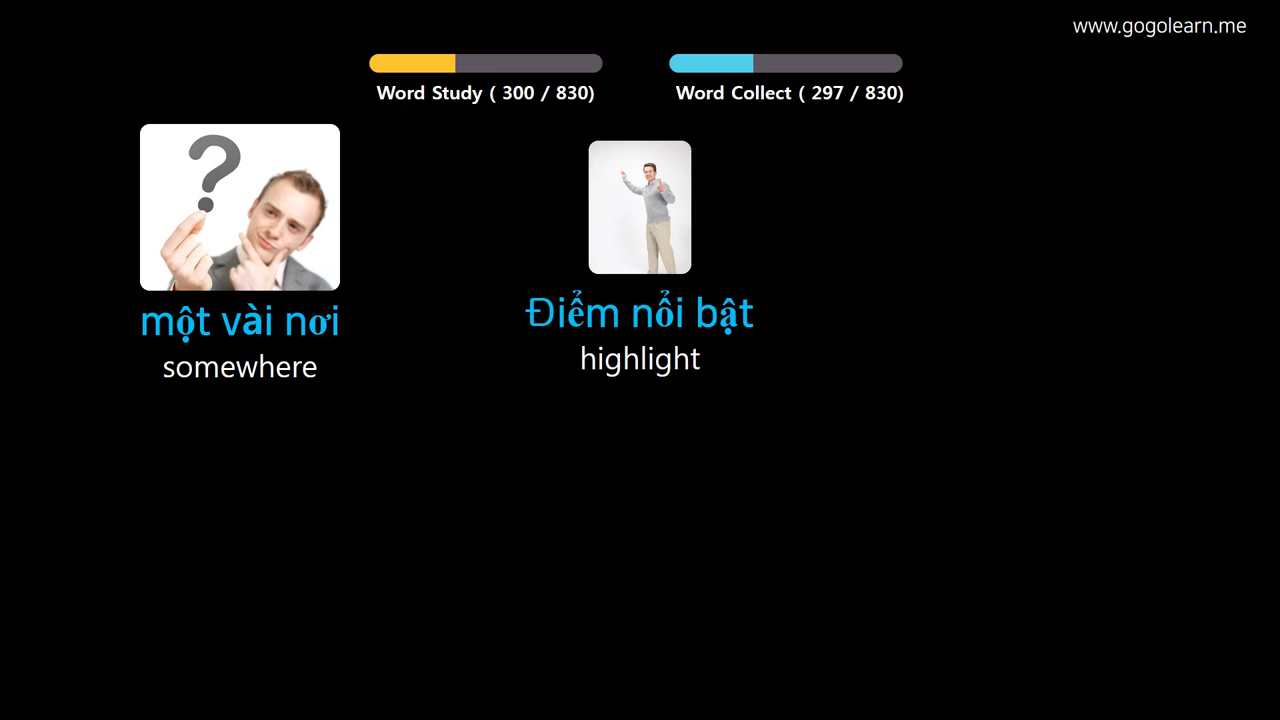 www.gogolearn.me
Word Study ( 300 / 830)
Word Collect ( 297 / 830)
một vài nơi
somewhere
Điểm nổi bật
highlight